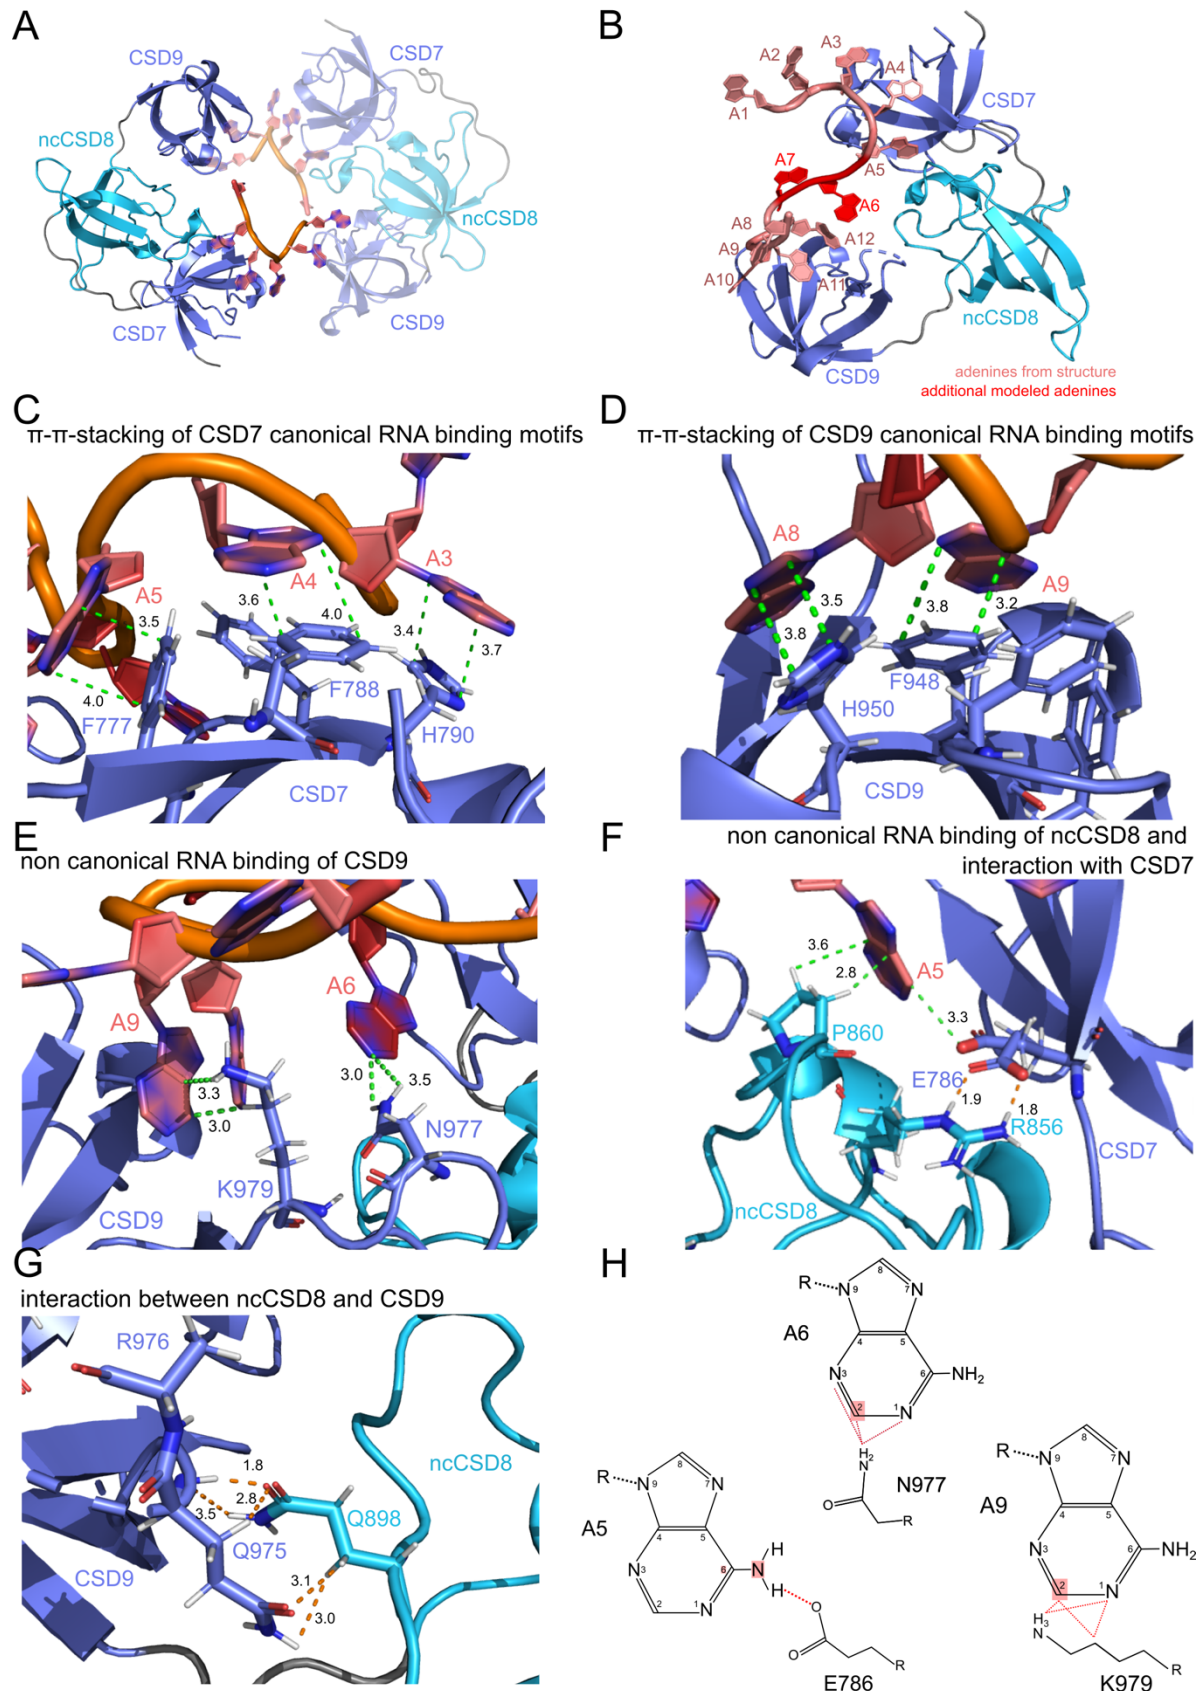 A
CSD9
CSD7
ncCSD8
ncCSD8
CSD7
CSD9
B
A1
A2
A3
A4
CSD7
A5
A7
A6
A8
A9
A10
A11
A12
CSD9
ncCSD8
adenines from structure
additional modeled adenines
C
π-π-stacking of CSD7 canonical RNA binding motifs
A5
3.5
4.0
F777
A4
3.6
4.0
F788
A3
3.4
3.7
H790
CSD7
D
π-π-stacking of CSD9 canonical RNA binding motifs
A8
3.5
3.8
H950
A9
3.8
3.2
F948
CSD9
E
non canonical RNA binding of CSD9
A9
A6
3.3
3.0
3.0
3.5
K979
N977
CSD9
F
non canonical RNA binding of ncCSD8 and
interaction with CSD7
3.6
2.8
A5
3.3
P860
E786
1.9
1.8
R856
CSD7
ncCSD8
G
interaction between ncCSD8 and CSD9
R976
1.8
2.8
3.5
Q898
ncCSD8
Q975
CSD9
3.1
3.0
H
A6
R
N
9
8
7
N
4
5
N
3
6
NH2
2
1
N
H2
N
O
R
N977
A5
R
N
9
8
7
N
4
5
N
3
6
N
H
H
2
1
N
O
O
R
E786
A9
R
N
9
8
7
N
4
5
N
3
6
NH2
2
1
N
H3
N
R
K979